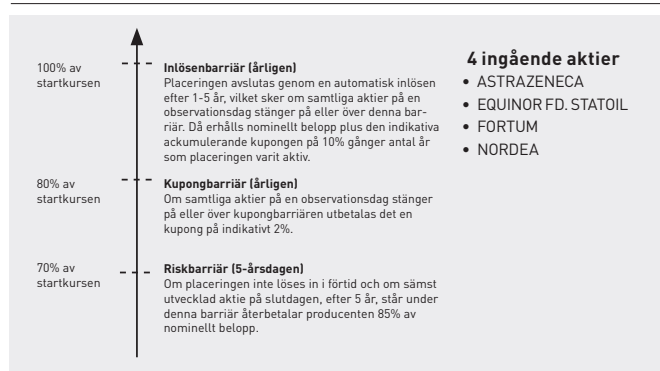 100% av
startkursen
Inlösenbarriär (årligen)
Placeringen avslutas genom en automatisk inlösen
efter 1-5 år, vilket sker om samtliga aktier på en
observationsdag stänger på eller över denna bar-
riär. Då erhålls nominellt belopp plus den indikativa
ackumulerande kupongen på 10% gånger antal år
som placeringen varit aktiv.
80% av
startkursen
Kupongbarriär (årligen)
Om samtliga aktier på en observationsdag stänger
på eller över kupongbarriären utbetalas det en
kupong på indikativt 2%.
70% av
startkursen
Riskbarriär (5-årsdagen)
Om placeringen inte löses in i förtid och om sämst
utvecklad aktie på slutdagen, efter 5 år, står under
denna barriär återbetalar producenten 85% av
nominellt belopp.
4 ingående aktier
• ASTRAZENECA
• EQUINOR FD. STATOIL
• FORTUM
• NORDEA